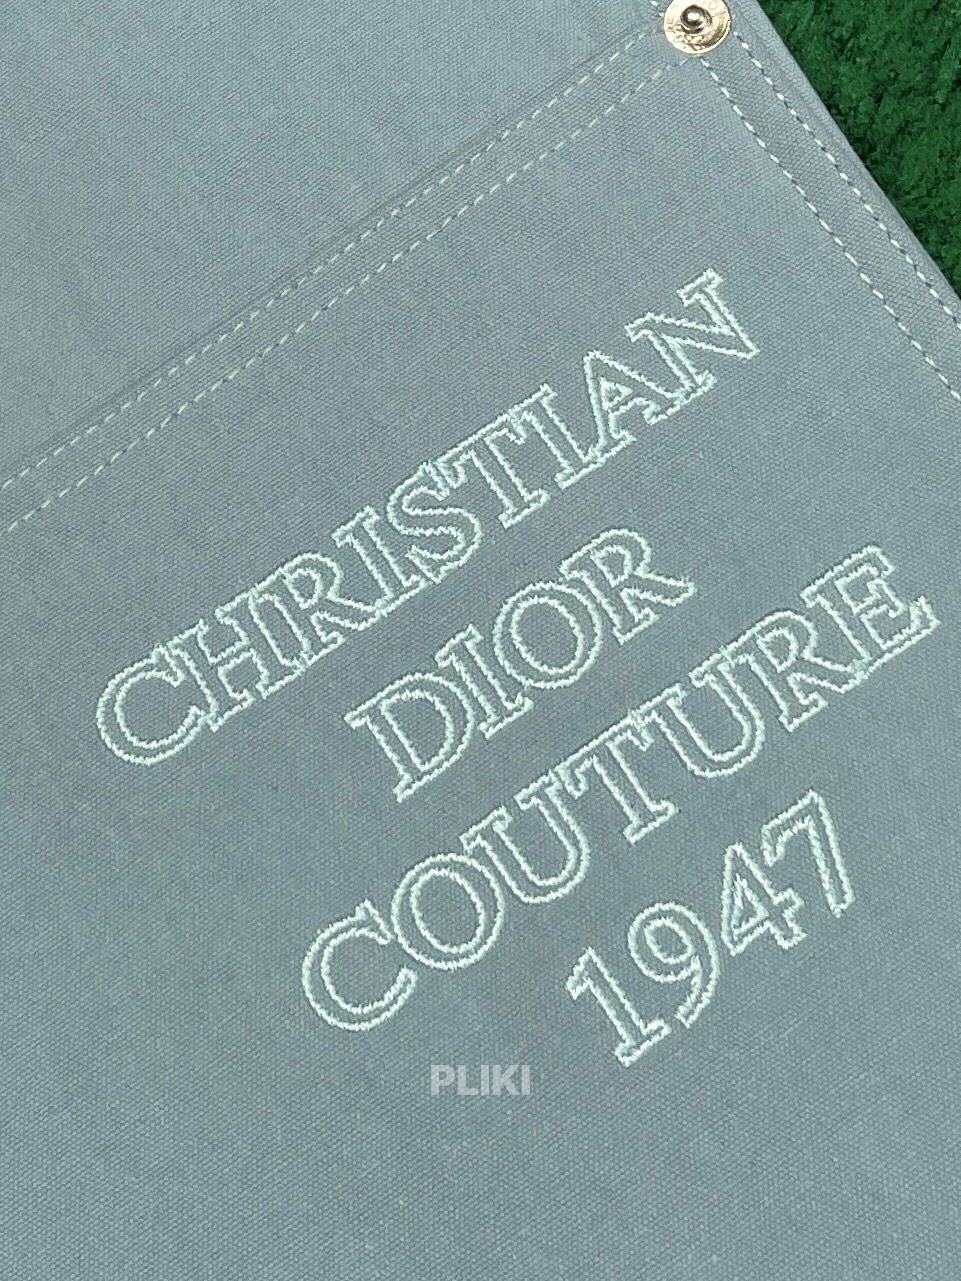 CHRISTIAN
DIOR
COUTURE
1947
PLIKI